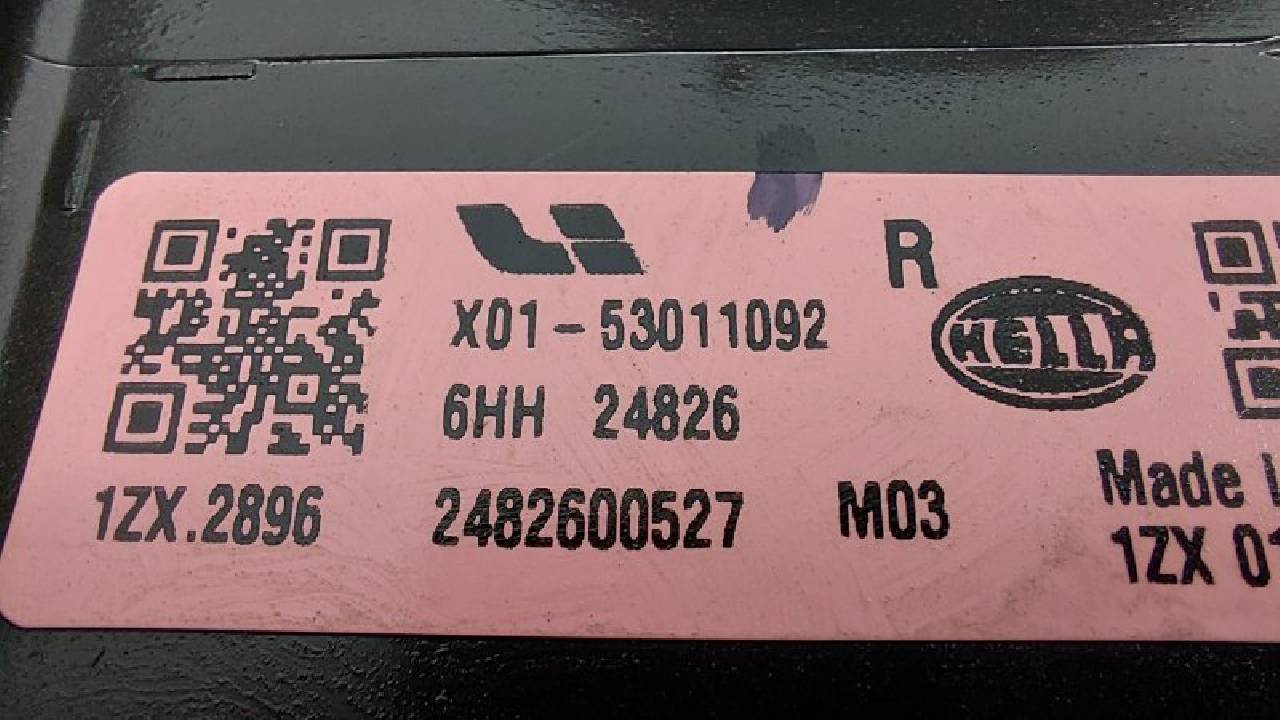 R
X01-53011092
HELLA
6HH 24826
1ZX.2896
2482600527
M03
Made
1ZX 01